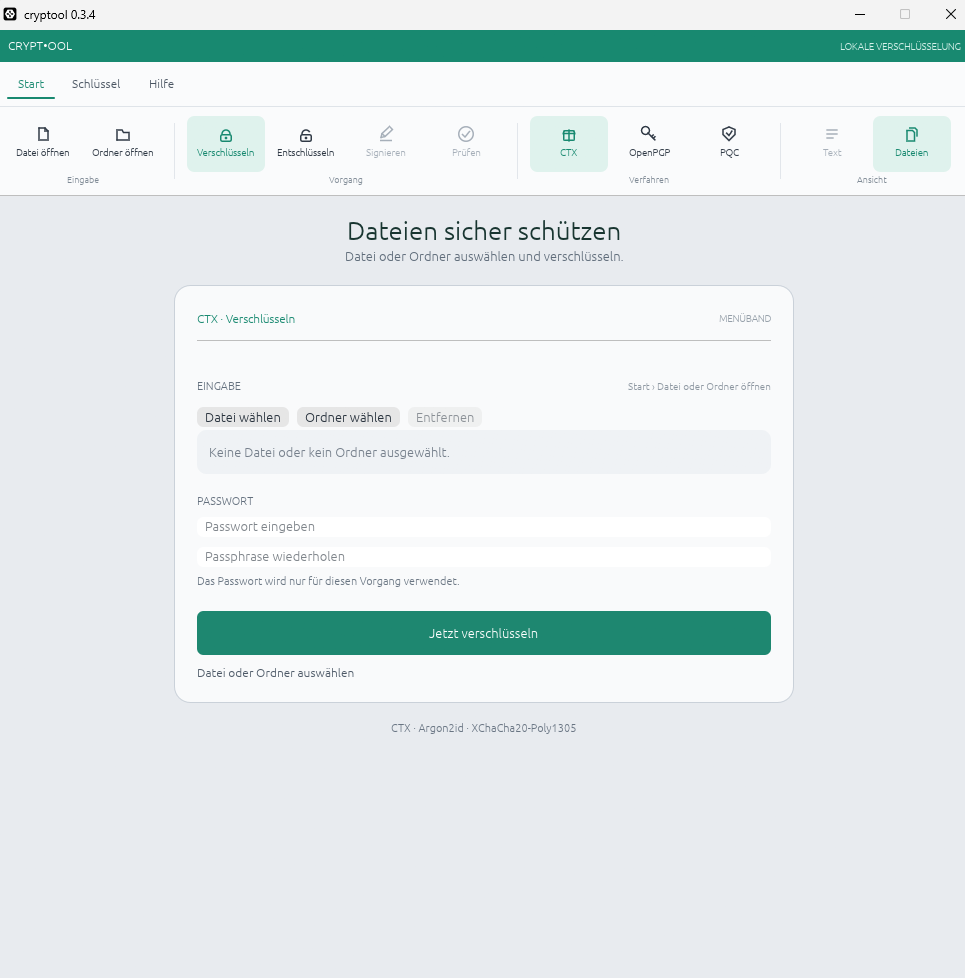 cryptool 0.3.4
CRYPT•OOL
LOKALE VERSCHLÜSSELUNG
Start Schlüssel Hilfe
Datei öffnen Ordner öffnen Verschlüsseln Entschlüsseln Signieren Prüfen CTX OpenPGP PQC Text Dateien
Eingabe Vorgang Verfahren Ansicht
Dateien sicher schützen
Datei oder Ordner auswählen und verschlüsseln.
CTX · Verschlüsseln MENÜBAND
EINGABE Start › Datei oder Ordner öffnen
Datei wählen Ordner wählen Entfernen
Keine Datei oder kein Ordner ausgewählt.
PASSWORT
Passwort eingeben
Passphrase wiederholen
Das Passwort wird nur für diesen Vorgang verwendet.
Jetzt verschlüsseln
Datei oder Ordner auswählen
CTX · Argon2id · XChaCha20-Poly1305